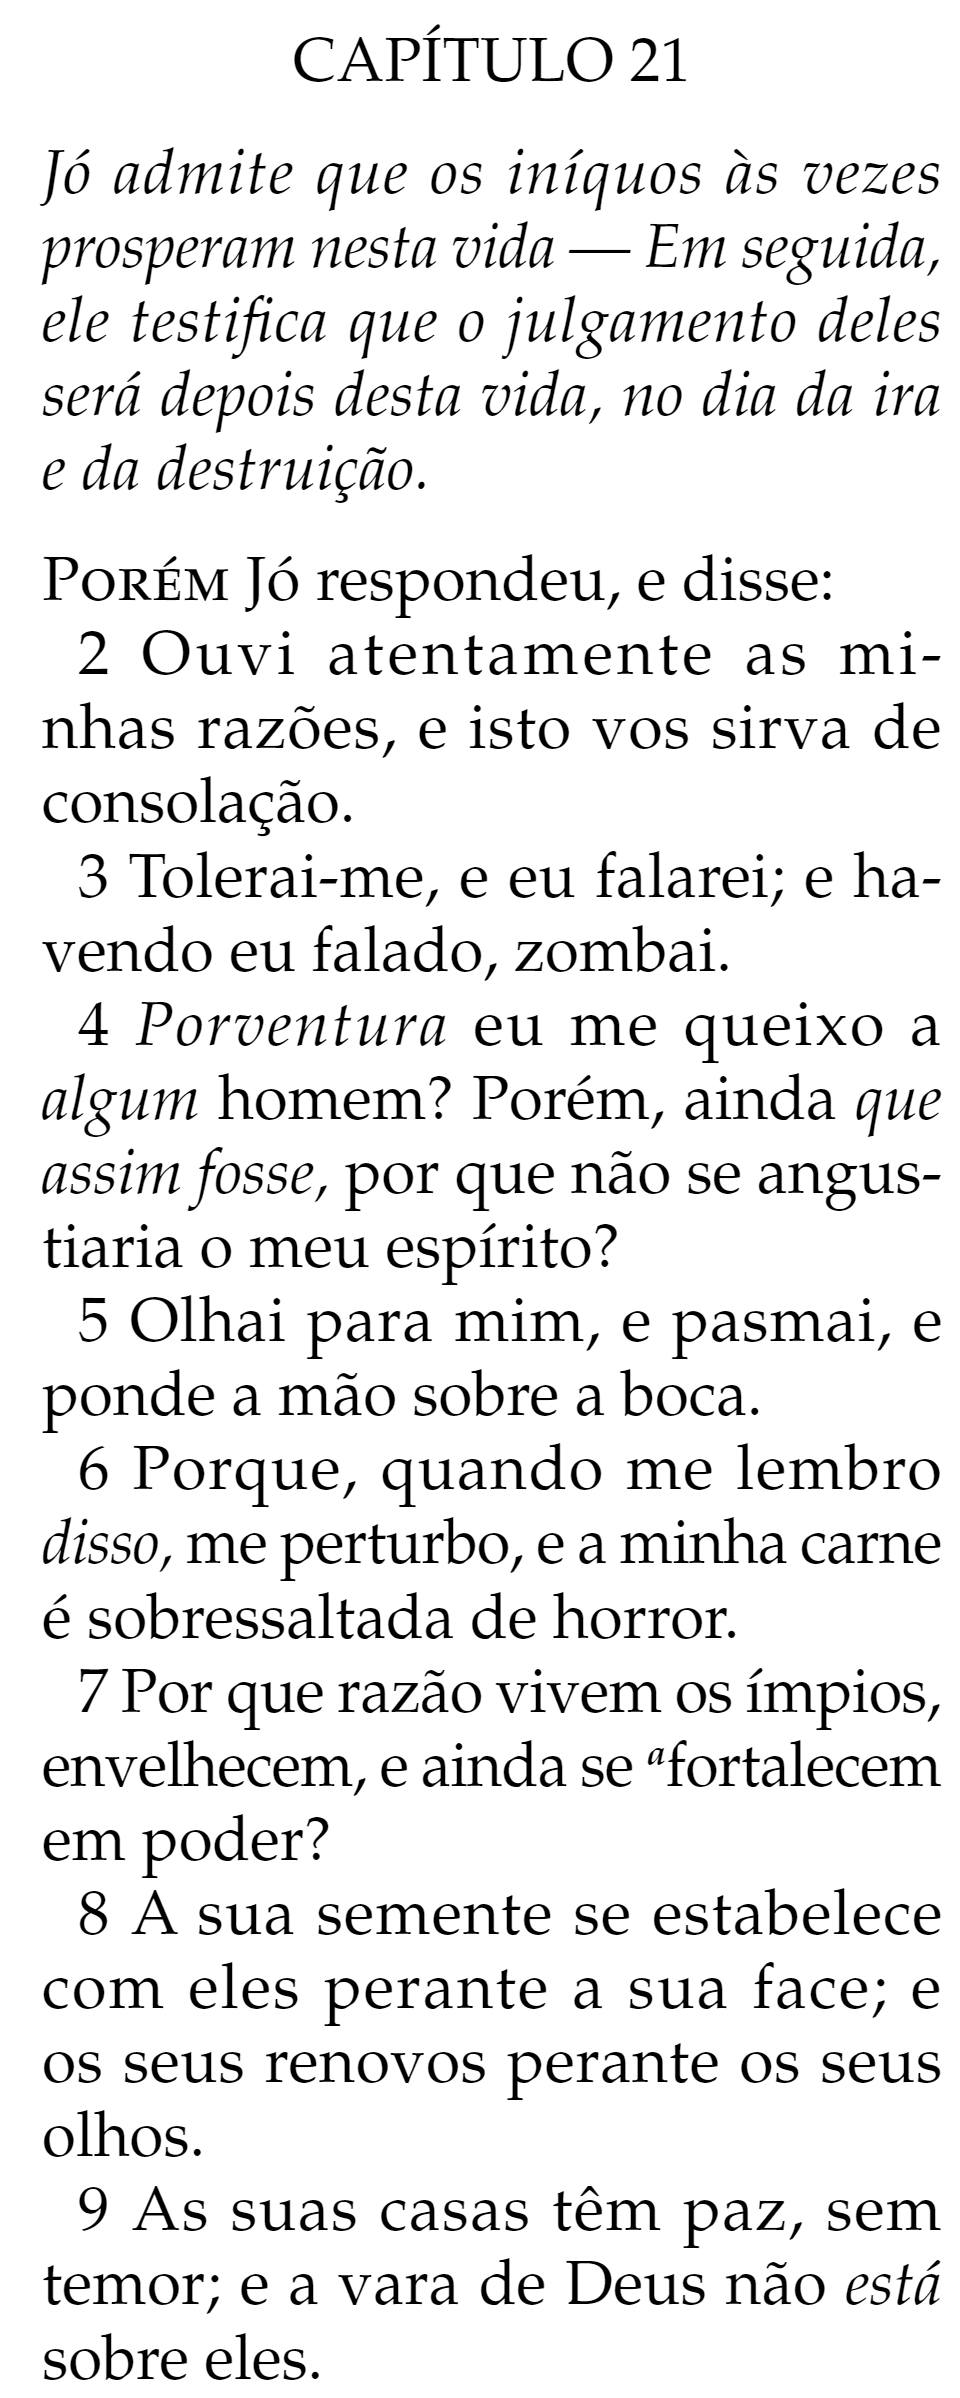 CAPÍTULO 21
Jó admite que os iníquos às vezes
prosperam nesta vida — Em seguida,
ele testifica que o julgamento deles
será depois desta vida, no dia da ira
e da destruição.
PORÉM Jó respondeu, e disse:
2 Ouvi atentamente as mi-
nhas razões, e isto vos sirva de
consolação.
3 Tolerai-me, e eu falarei; e ha-
vendo eu falado, zombai.
4 Porventura eu me queixo a
algum homem? Porém, ainda que
assim fosse, por que não se angus-
tiaria o meu espírito?
5 Olhai para mim, e pasmai, e
ponde a mão sobre a boca.
6 Porque, quando me lembro
disso, me perturbo, e a minha carne
é sobressaltada de horror.
7 Por que razão vivem os ímpios,
envelhecem, e ainda se afortalecem
em poder?
8 A sua semente se estabelece
com eles perante a sua face; e
os seus renovos perante os seus
olhos.
9 As suas casas têm paz, sem
temor; e a vara de Deus não está
sobre eles.